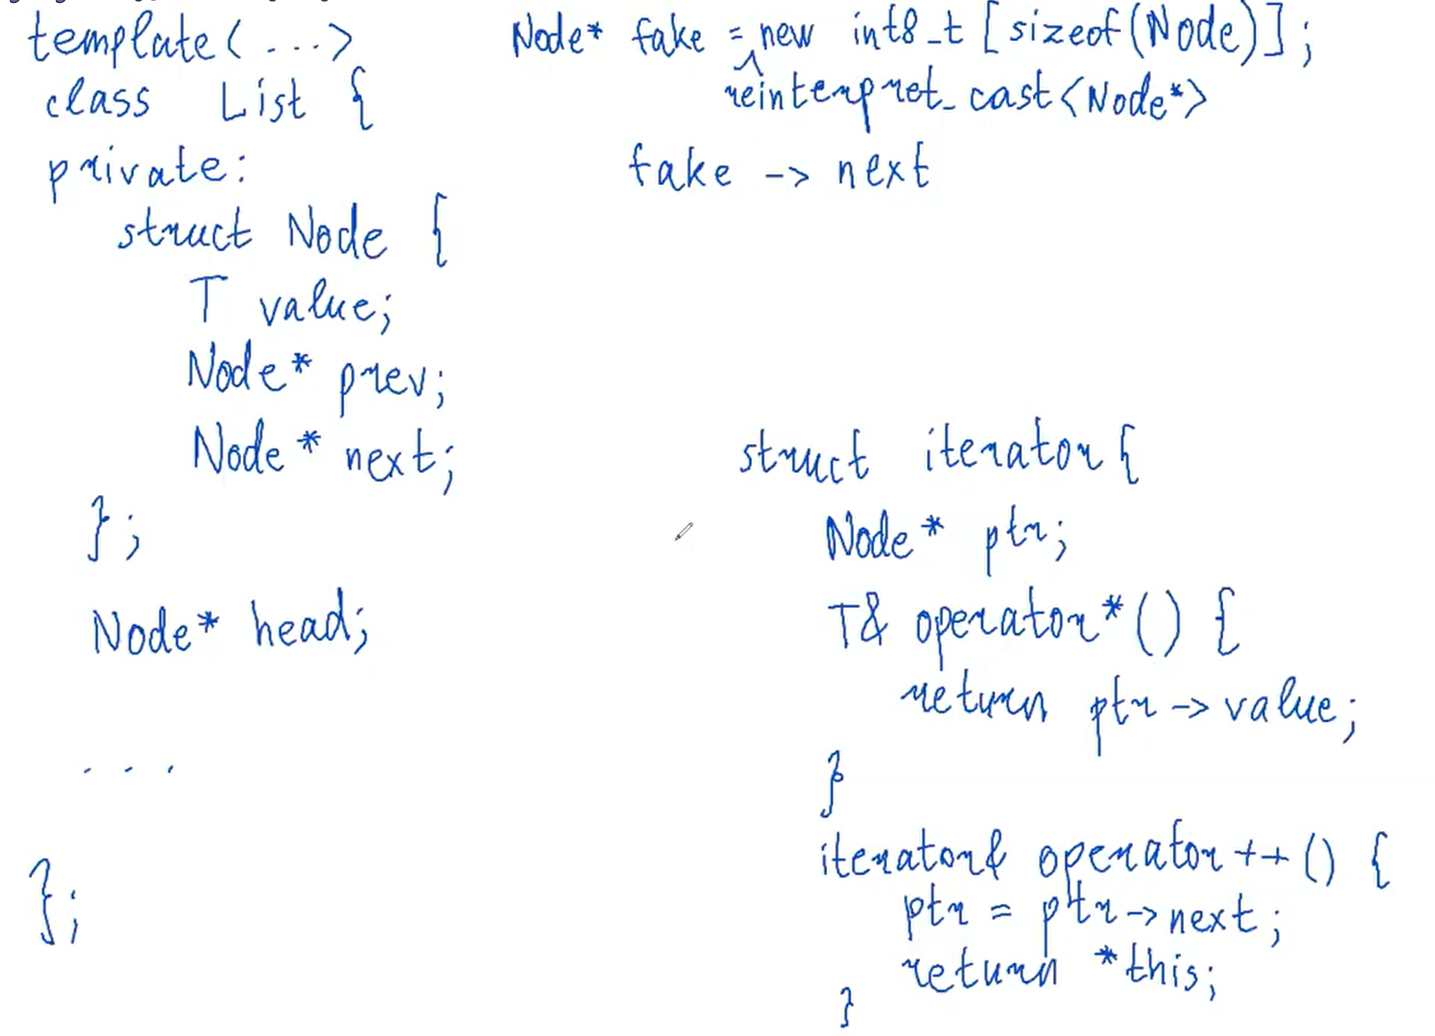 template< ... >
class List {
private:
struct Node {
T value;
Node* prev;
Node* next;
};
Node* head;
...
};
Node* fake = new int8_t [sizeof(Node)];
reinterpret_cast<Node*>
fake -> next
struct iterator {
Node* ptr;
T& operator*() {
return ptr -> value;
}
iterator& operator ++() {
ptr = ptr -> next;
return *this;
}